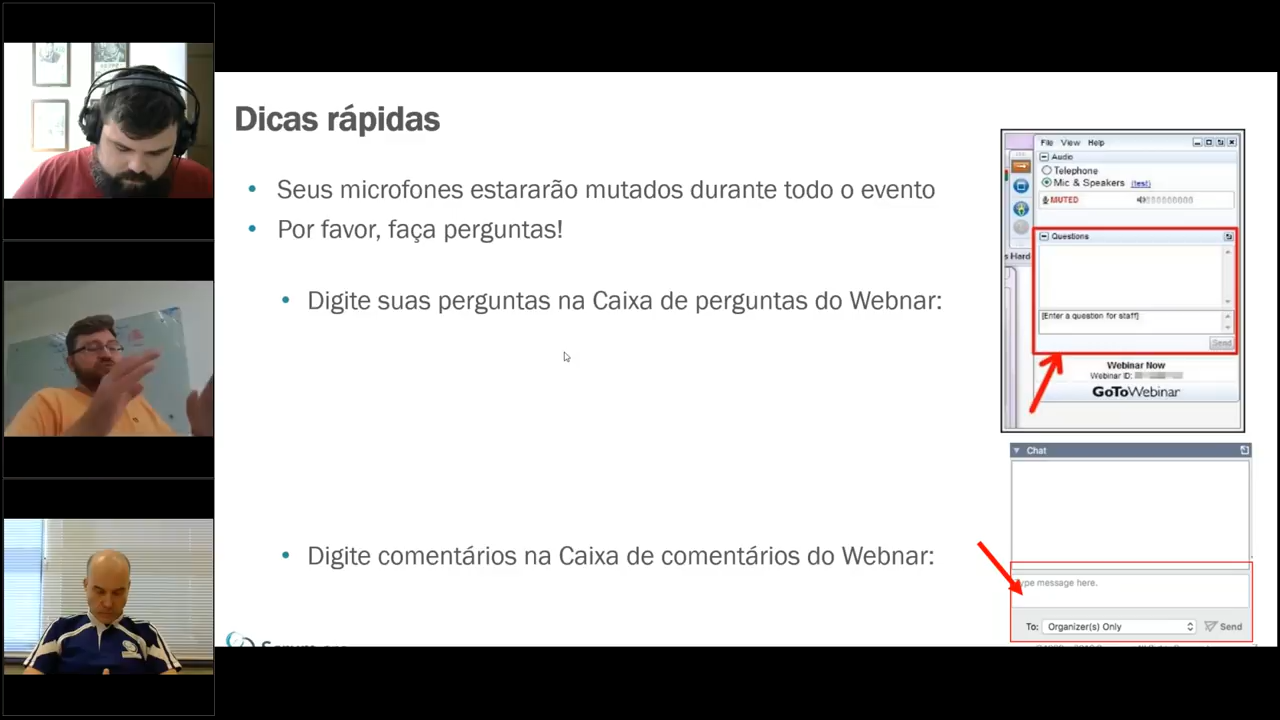 Dicas rápidas
• Seus microfones estararão mutados durante todo o evento
• Por favor, faça perguntas!
• Digite suas perguntas na Caixa de perguntas do Webnar:
• Digite comentários na Caixa de comentários do Webnar:
File View Help
Audio
Telephone
Mic & Speakers (test)
MUTED
Questions
[Enter a question for staff]
Send
Webinar Now
Webinar ID:
GoToWebinar
Chat
ype message here.
To: Organizer(s) Only Send